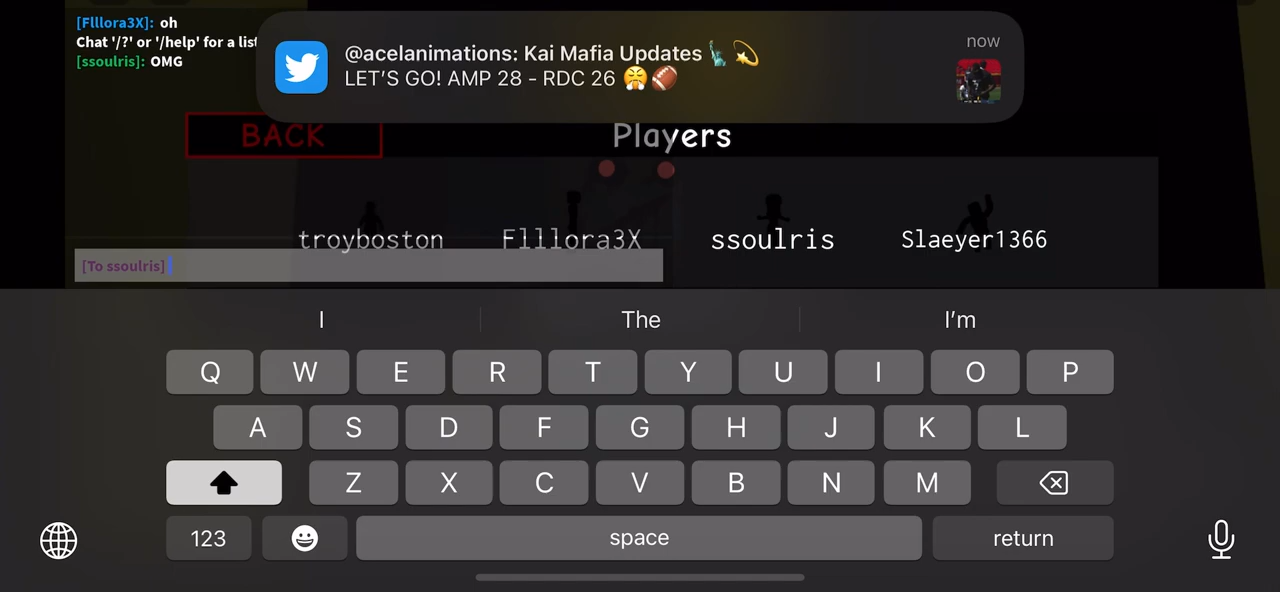 [Flllora3X]: oh
Chat '/?' or '/help' for a list
[ssoulris]: OMG
@acelanimations: Kai Mafia Updates 🗽💫
LET'S GO! AMP 28 - RDC 26 😤🏈
now
BACK
Players
troyboston
Flllora3X
ssoulris
Slaeyer1366
[To ssoulris]
I
The
I'm
Q W E R T Y U I O P
A S D F G H J K L
Z X C V B N M
123
space
return